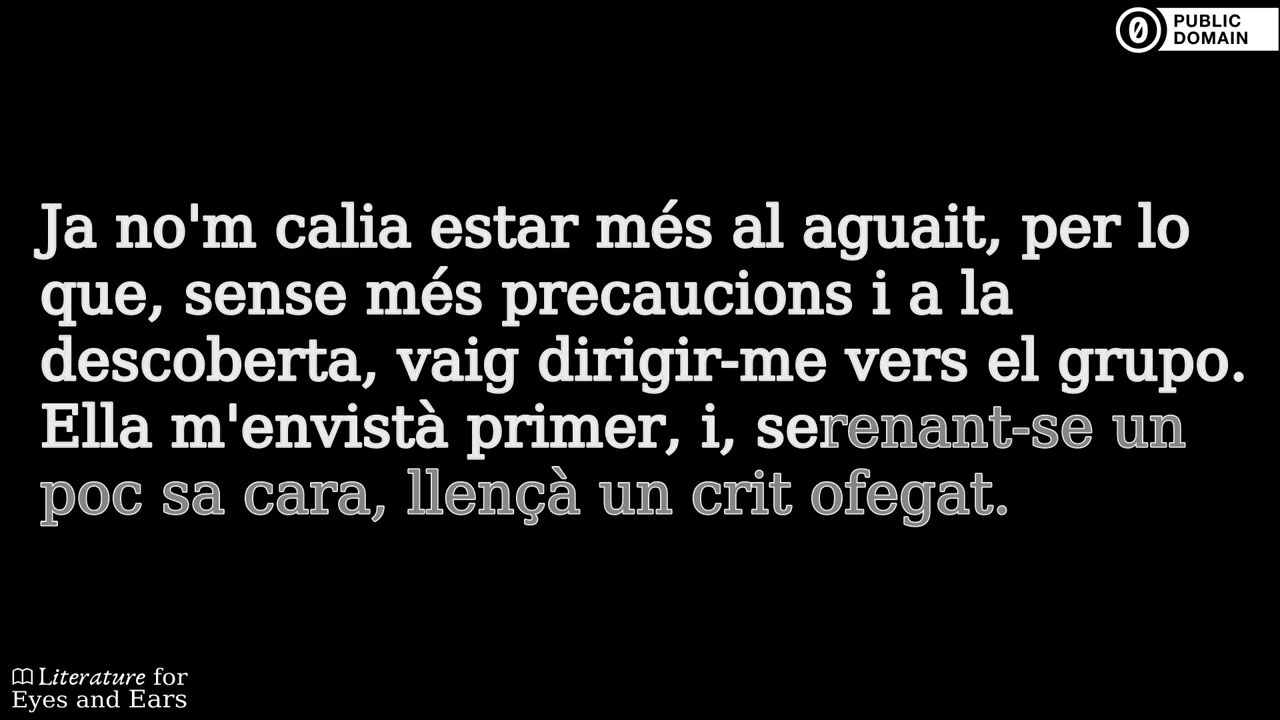 PUBLIC
DOMAIN
Ja no'm calia estar més al aguait, per lo
que, sense més precaucions i a la
descoberta, vaig dirigir-me vers el grupo.
Ella m'envistà primer, i, serenant-se un
poc sa cara, llençà un crit ofegat.
Literature for
Eyes and Ears